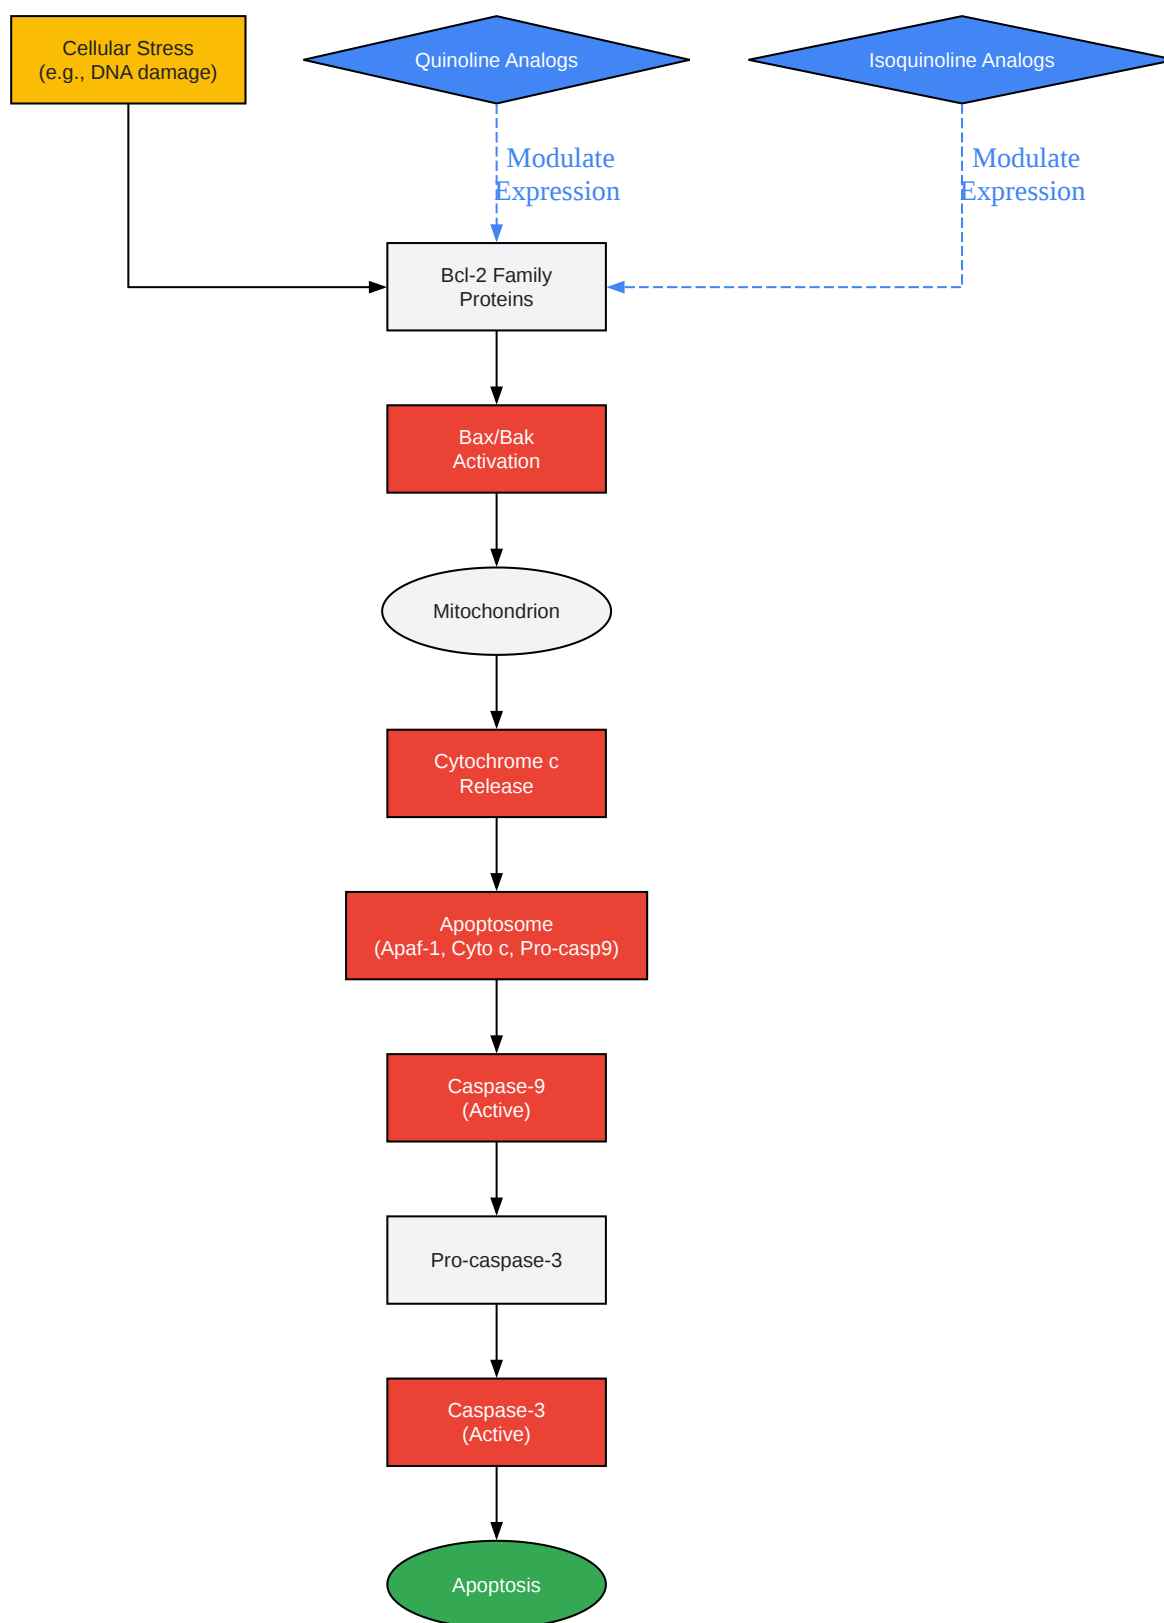 Cellular Stress
(e.g., DNA damage)
Quinoline Analogs
Isoquinoline Analogs
Modulate
Expression
Modulate
Expression
Bcl-2 Family
Proteins
Bax/Bak
Activation
Mitochondrion
Cytochrome c
Release
Apoptosome
(Apaf-1, Cyto c, Pro-casp9)
Caspase-9
(Active)
Pro-caspase-3
Caspase-3
(Active)
Apoptosis